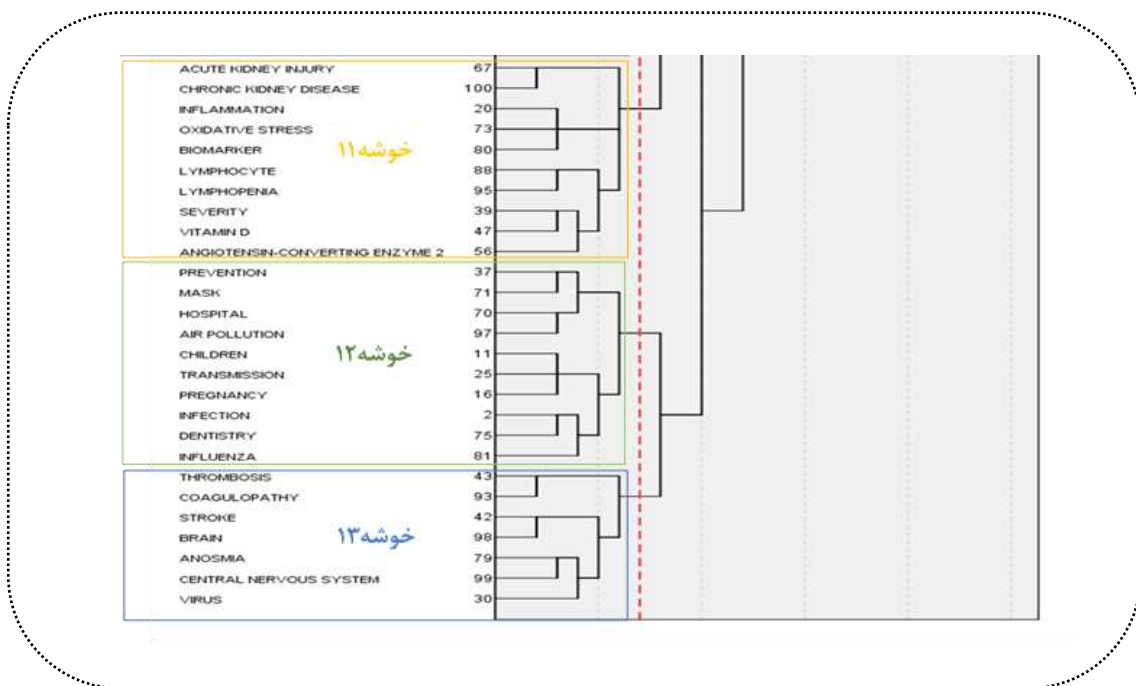 ACUTE KIDNEY INJURY 67
CHRONIC KIDNEY DISEASE 100
INFLAMMATION 20
OXIDATIVE STRESS 73
BIOMARKER 80
خوشه۱۱
LYMPHOCYTE 88
LYMPHOPENIA 95
SEVERITY 39
VITAMIN D 47
ANGIOTENSIN-CONVERTING ENZYME 2 56
PREVENTION 37
MASK 71
HOSPITAL 70
AIR POLLUTION 97
CHILDREN 11
خوشه۱۲
TRANSMISSION 25
PREGNANCY 16
INFECTION 2
DENTISTRY 75
INFLUENZA 81
THROMBOSIS 43
COAGULOPATHY 93
STROKE 42
BRAIN 98
خوشه۱۳
ANOSMIA 79
CENTRAL NERVOUS SYSTEM 99
VIRUS 30